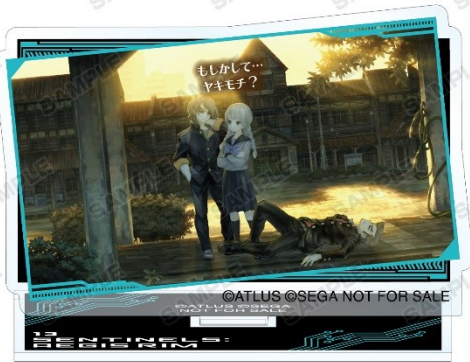 もしかして…
ヤキモチ？
©ATLUS ©SEGA NOT FOR SALE
©ATLUS ©SEGA
NOT FOR SALE
13
SENTINELS:
AEGIS RIM
SAMPLE